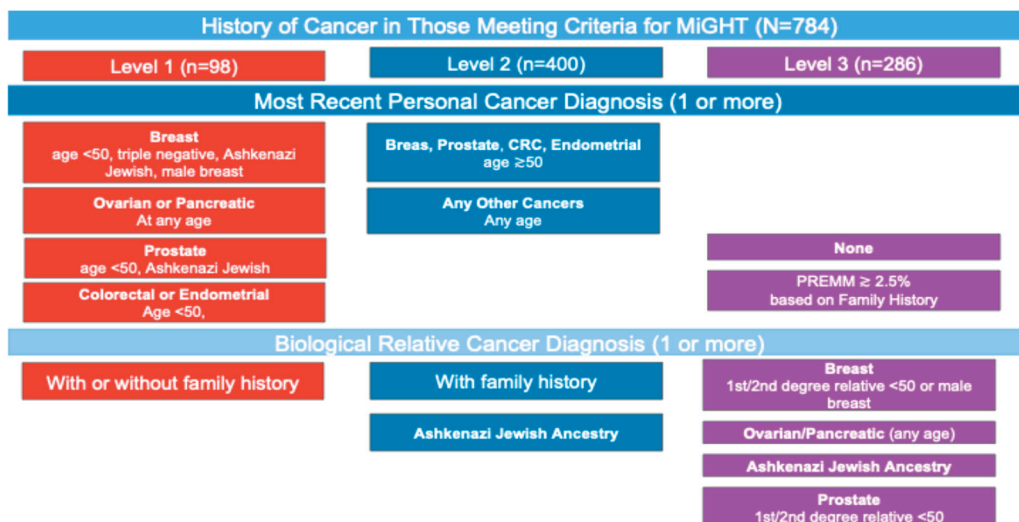 History of Cancer in Those Meeting Criteria for MiGHT (N=784)
Level 1 (n=98)
Level 2 (n=400)
Level 3 (n=286)
Most Recent Personal Cancer Diagnosis (1 or more)
Breast
age <50, triple negative, Ashkenazi
Jewish, male breast
Ovarian or Pancreatic
At any age
Prostate
age <50, Ashkenazi Jewish
Colorectal or Endometrial
Age <50,
Breas, Prostate, CRC, Endometrial
age ≥50
Any Other Cancers
Any age
None
PREMM ≥ 2.5%
based on Family History
Biological Relative Cancer Diagnosis (1 or more)
With or without family history
With family history
Ashkenazi Jewish Ancestry
Breast
1st/2nd degree relative <50 or male
breast
Ovarian/Pancreatic (any age)
Ashkenazi Jewish Ancestry
Prostate
1st/2nd degree relative <50